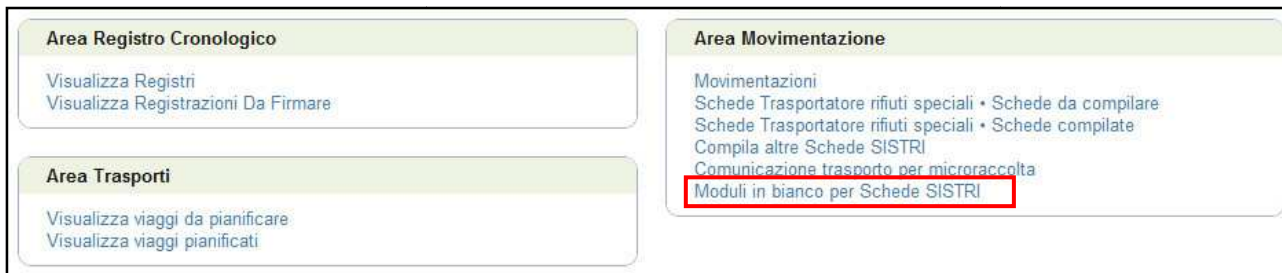 Area Registro Cronologico
Visualizza Registri
Visualizza Registrazioni Da Firmare
Area Trasporti
Visualizza viaggi da pianificare
Visualizza viaggi pianificati
Area Movimentazione
Movimentazioni
Schede Trasportatore rifiuti speciali • Schede da compilare
Schede Trasportatore rifiuti speciali • Schede compilate
Compila altre Schede SISTRI
Comunicazione trasporto per microraccolta
Moduli in bianco per Schede SISTRI